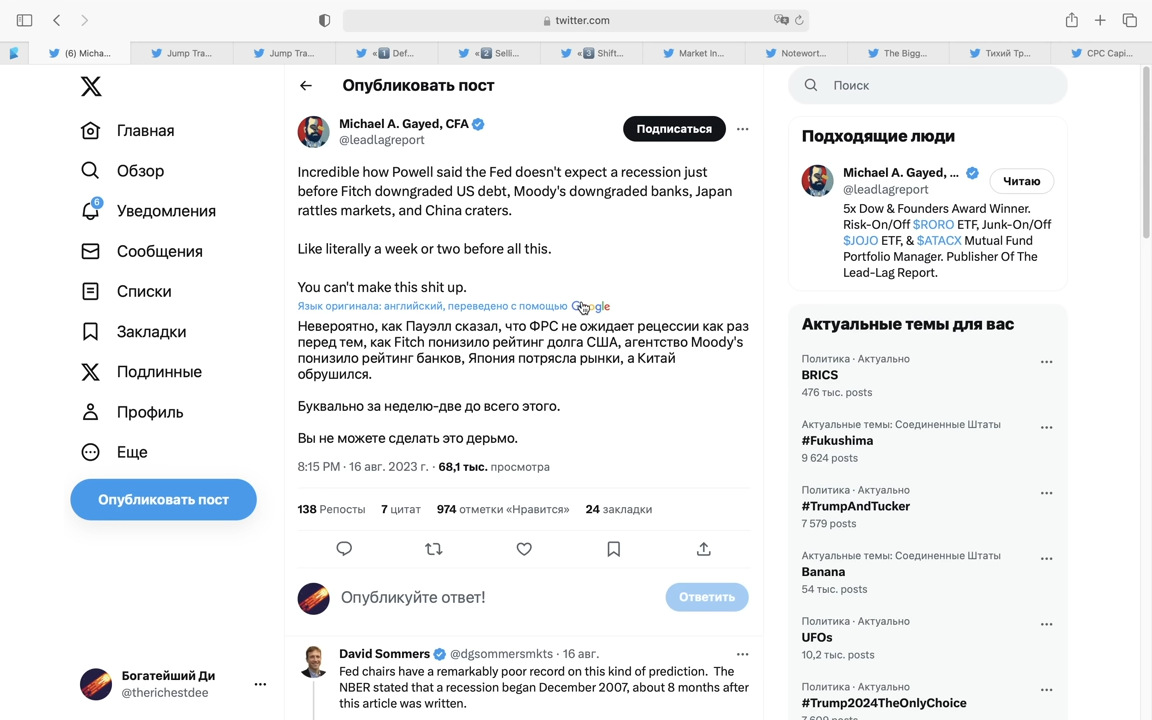 twitter.com
(6) Micha...
Jump Tra...
Jump Tra...
«1 Def...
«2 Selli...
«3 Shift...
Market In...
Notewort...
The Bigg...
Тихий Тр...
CPC Capi...
Главная
Обзор
6
Уведомления
Сообщения
Списки
Закладки
Подлинные
Профиль
Еще
Опубликовать пост
Богатейший Ди
@therichestdee
Опубликовать пост
Michael A. Gayed, CFA
@leadlagreport
Подписаться
Incredible how Powell said the Fed doesn't expect a recession just
before Fitch downgraded US debt, Moody's downgraded banks, Japan
rattles markets, and China craters.
Like literally a week or two before all this.
You can't make this shit up.
Язык оригинала: английский, переведено с помощью Google
Невероятно, как Пауэлл сказал, что ФРС не ожидает рецессии как раз
перед тем, как Fitch понизило рейтинг долга США, агентство Moody's
понизило рейтинг банков, Япония потрясла рынки, а Китай
обрушился.
Буквально за неделю-две до всего этого.
Вы не можете сделать это дерьмо.
8:15 PM · 16 авг. 2023 г. · 68,1 тыс. просмотра
138 Репосты 7 цитат 974 отметки «Нравится» 24 закладки
Опубликуйте ответ!
Ответить
David Sommers @dgsommersmkts · 16 авг.
Fed chairs have a remarkably poor record on this kind of prediction. The
NBER stated that a recession began December 2007, about 8 months after
this article was written.
Поиск
Подходящие люди
Michael A. Gayed, ...
@leadlagreport
Читаю
5x Dow & Founders Award Winner.
Risk-On/Off $RORO ETF, Junk-On/Off
$JOJO ETF, & $ATACX Mutual Fund
Portfolio Manager. Publisher Of The
Lead-Lag Report.
Актуальные темы для вас
Политика · Актуально
BRICS
476 тыс. posts
Актуальные темы: Соединенные Штаты
#Fukushima
9 624 posts
Политика · Актуально
#TrumpAndTucker
7 579 posts
Актуальные темы: Соединенные Штаты
Banana
54 тыс. posts
Политика · Актуально
UFOs
10,2 тыс. posts
Политика · Актуально
#Trump2024TheOnlyChoice
7 609 posts